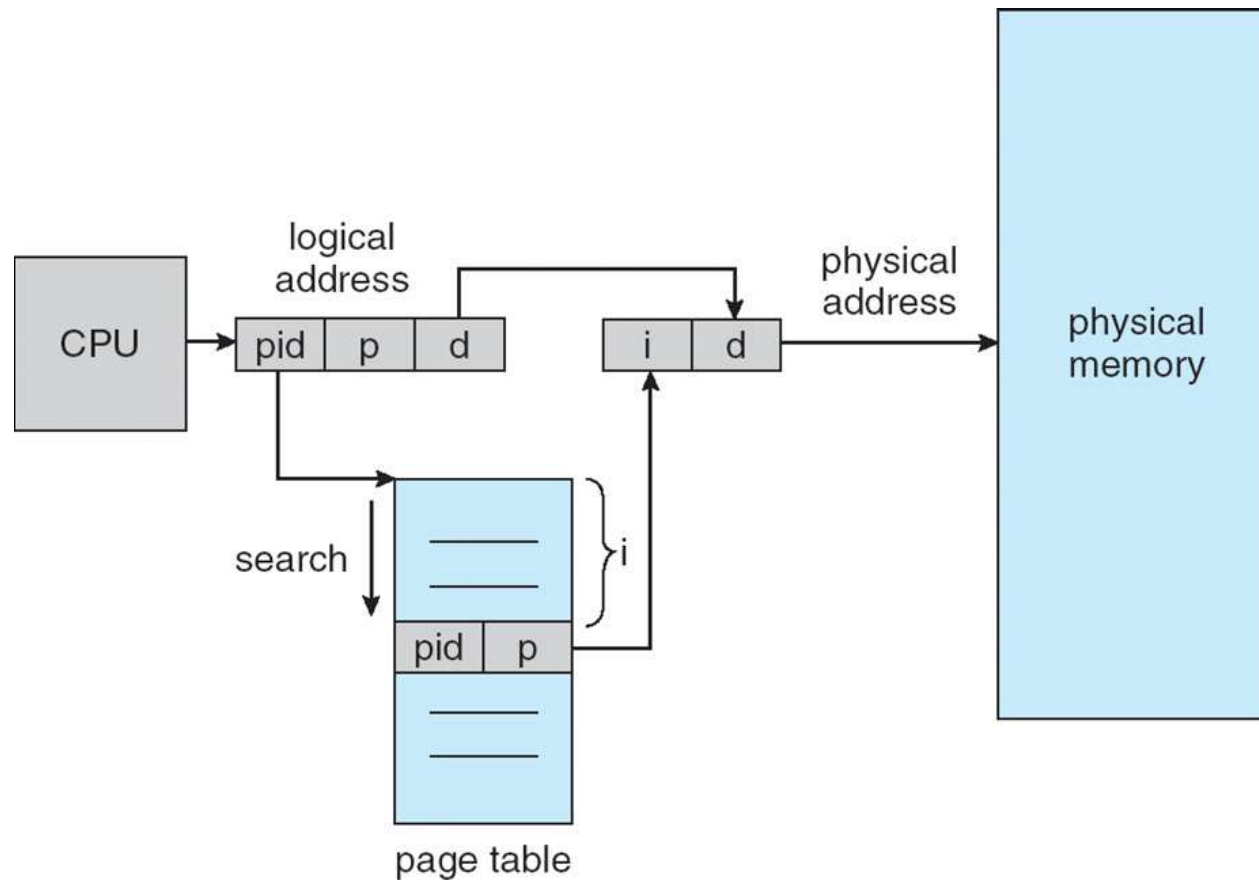 logical
address
physical
address
CPU
pid p d
i d
physical
memory
search
i
pid p
page table